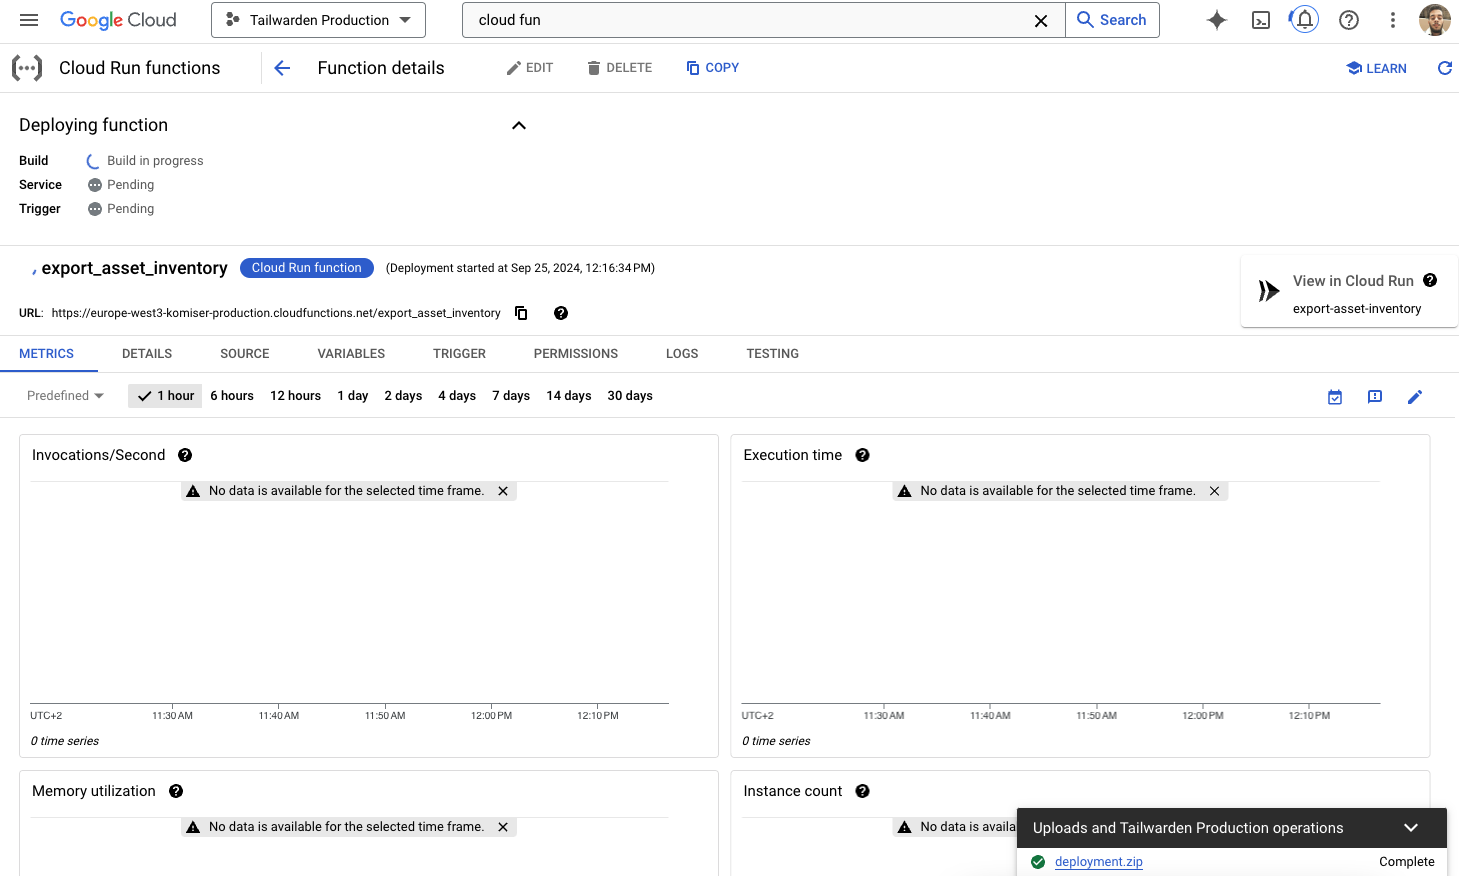 Google Cloud
Tailwarden Production
cloud fun
Search
Cloud Run functions
Function details
EDIT
DELETE
COPY
LEARN
Deploying function
Build Build in progress
Service Pending
Trigger Pending
export_asset_inventory Cloud Run function (Deployment started at Sep 25, 2024, 12:16:34 PM)
View in Cloud Run
export-asset-inventory
URL: https://europe-west3-komiser-production.cloudfunctions.net/export_asset_inventory
METRICS DETAILS SOURCE VARIABLES TRIGGER PERMISSIONS LOGS TESTING
Predefined 1 hour 6 hours 12 hours 1 day 2 days 4 days 7 days 14 days 30 days
Invocations/Second
No data is available for the selected time frame.
UTC+2 11:30 AM 11:40 AM 11:50 AM 12:00 PM 12:10 PM
0 time series
Execution time
No data is available for the selected time frame.
UTC+2 11:30 AM 11:40 AM 11:50 AM 12:00 PM 12:10 PM
0 time series
Memory utilization
No data is available for the selected time frame.
Instance count
No data is availa
Uploads and Tailwarden Production operations
deployment.zip Complete